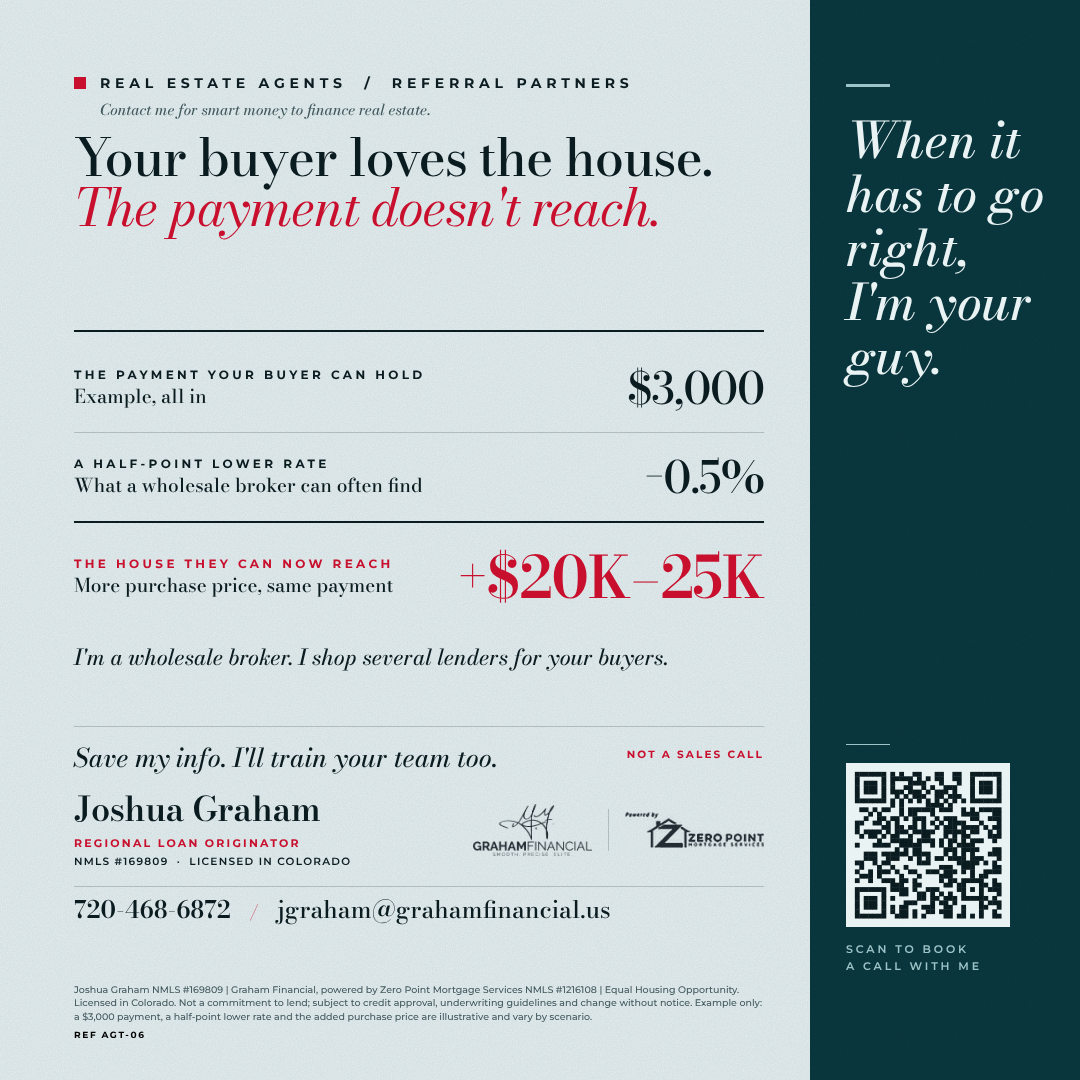 REAL ESTATE AGENTS / REFERRAL PARTNERS
Contact me for smart money to finance real estate.
Your buyer loves the house.
The payment doesn't reach.
THE PAYMENT YOUR BUYER CAN HOLD
Example, all in
$3,000
A HALF-POINT LOWER RATE
What a wholesale broker can often find
–0.5%
THE HOUSE THEY CAN NOW REACH
More purchase price, same payment
+$20K–25K
I'm a wholesale broker. I shop several lenders for your buyers.
Save my info. I'll train your team too.
NOT A SALES CALL
Joshua Graham
REGIONAL LOAN ORIGINATOR
NMLS #169809 · LICENSED IN COLORADO
GRAHAMFINANCIAL
SMOOTH. PRECISE. ELITE.
Powered by
ZERO POINT
MORTGAGE SERVICES
720-468-6872 / jgraham@grahamfinancial.us
Joshua Graham NMLS #169809 | Graham Financial, powered by Zero Point Mortgage Services NMLS #1216108 | Equal Housing Opportunity.
Licensed in Colorado. Not a commitment to lend; subject to credit approval, underwriting guidelines and change without notice. Example only:
a $3,000 payment, a half-point lower rate and the added purchase price are illustrative and vary by scenario.
REF AGT-06
When it
has to go
right,
I'm your
guy.
SCAN TO BOOK
A CALL WITH ME